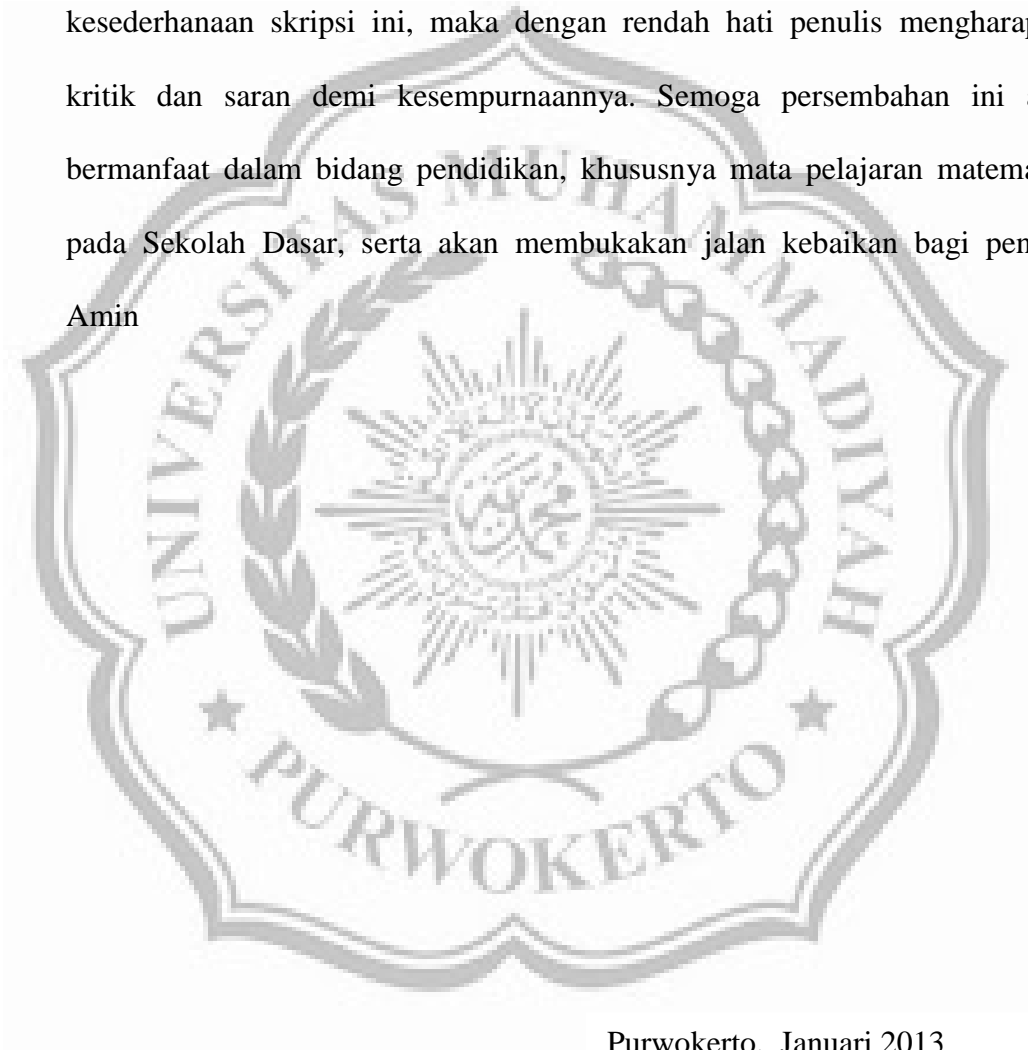 kesederhanaan skripsi ini, maka dengan rendah hati penulis mengharap
kritik dan saran demi kesempurnaannya. Semoga persembahan ini
bermanfaat dalam bidang pendidikan, khususnya mata pelajaran matema
pada Sekolah Dasar, serta akan membukakan jalan kebaikan bagi pen
Amin
UNIVERSITAS MUHAMMADIYAH
PURWOKERTO
Purwokerto, Januari 2013